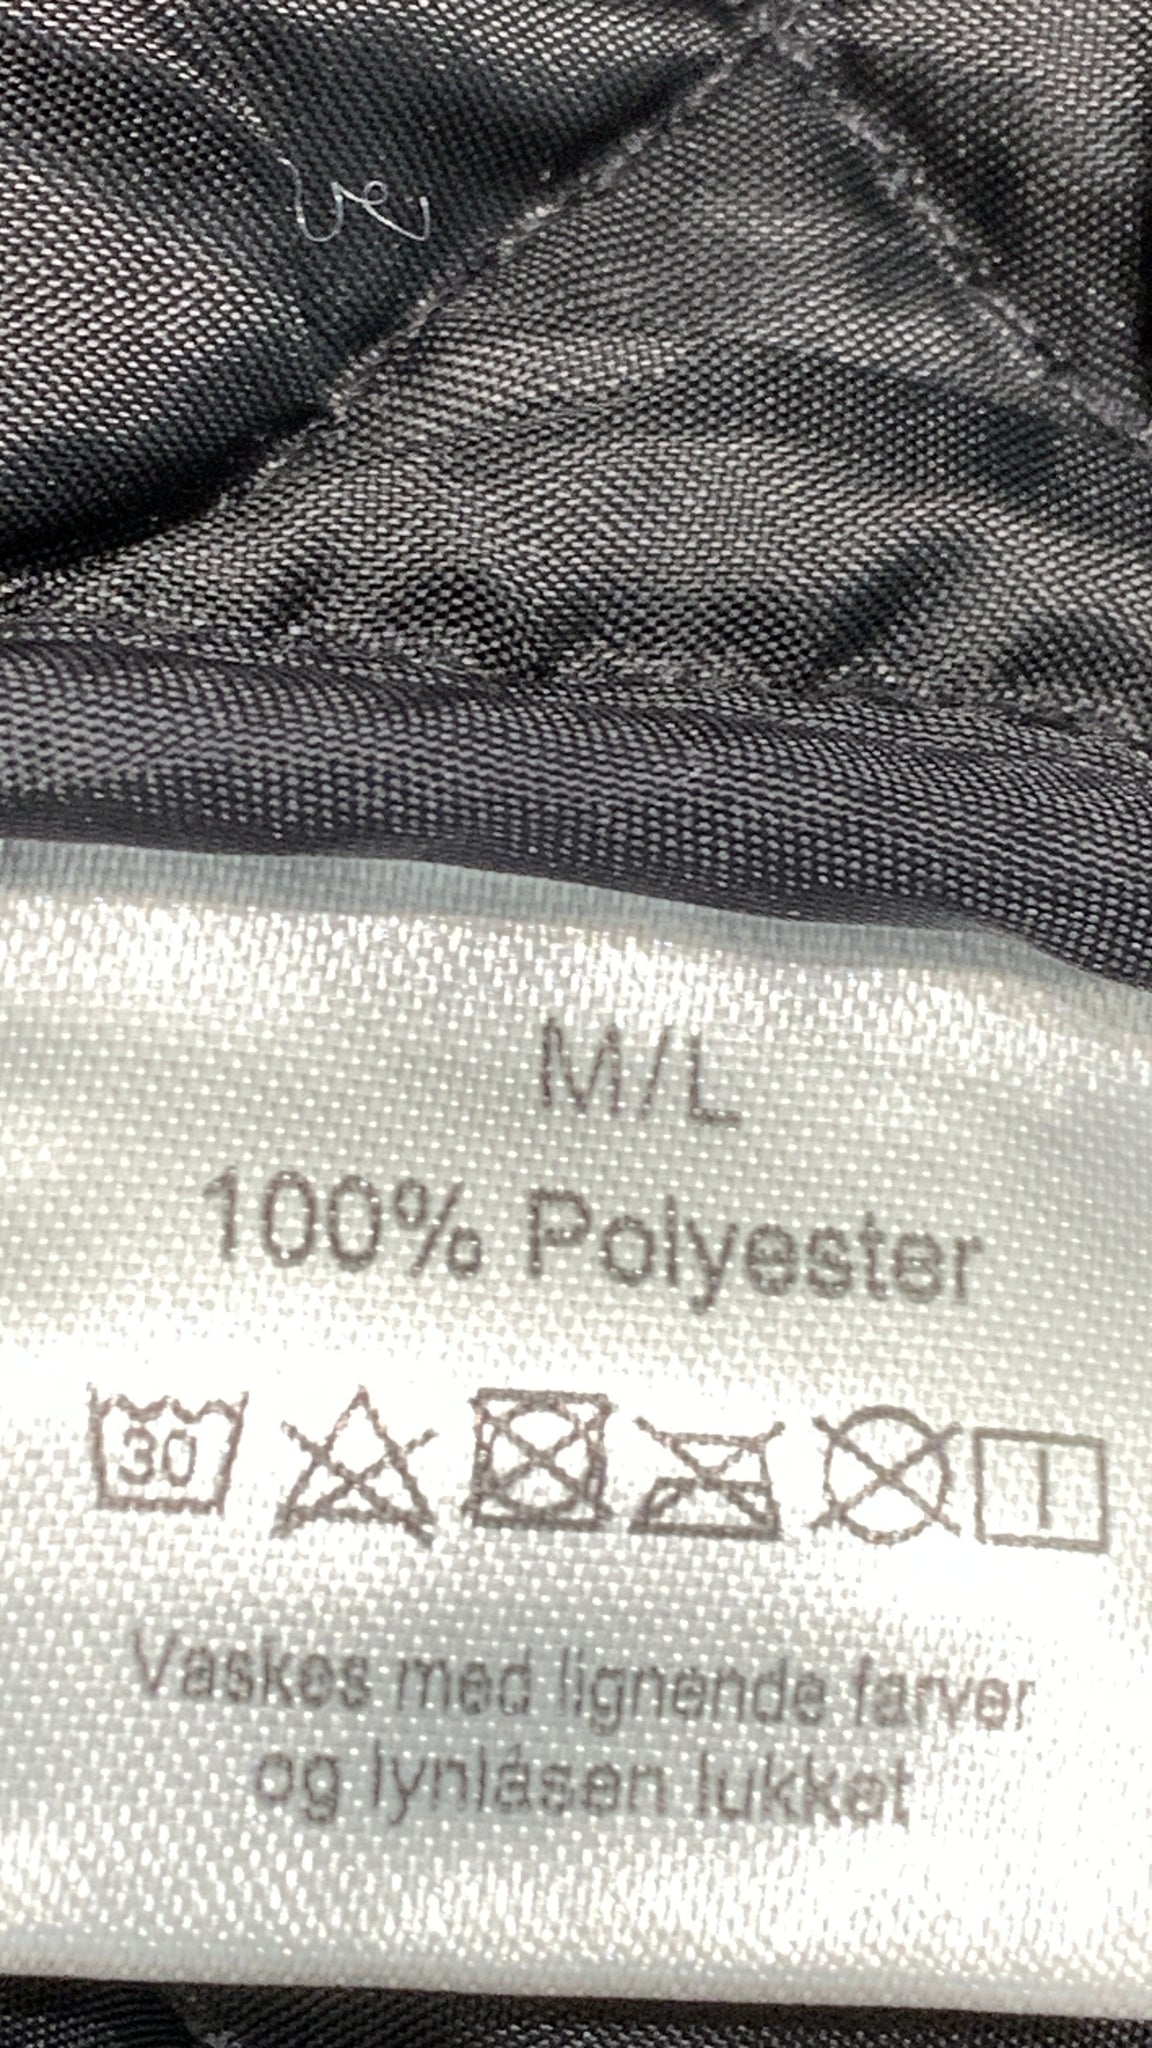 M/L
100% Polyester
30
Vaskes med lignende farver
og lynlåsen lukket